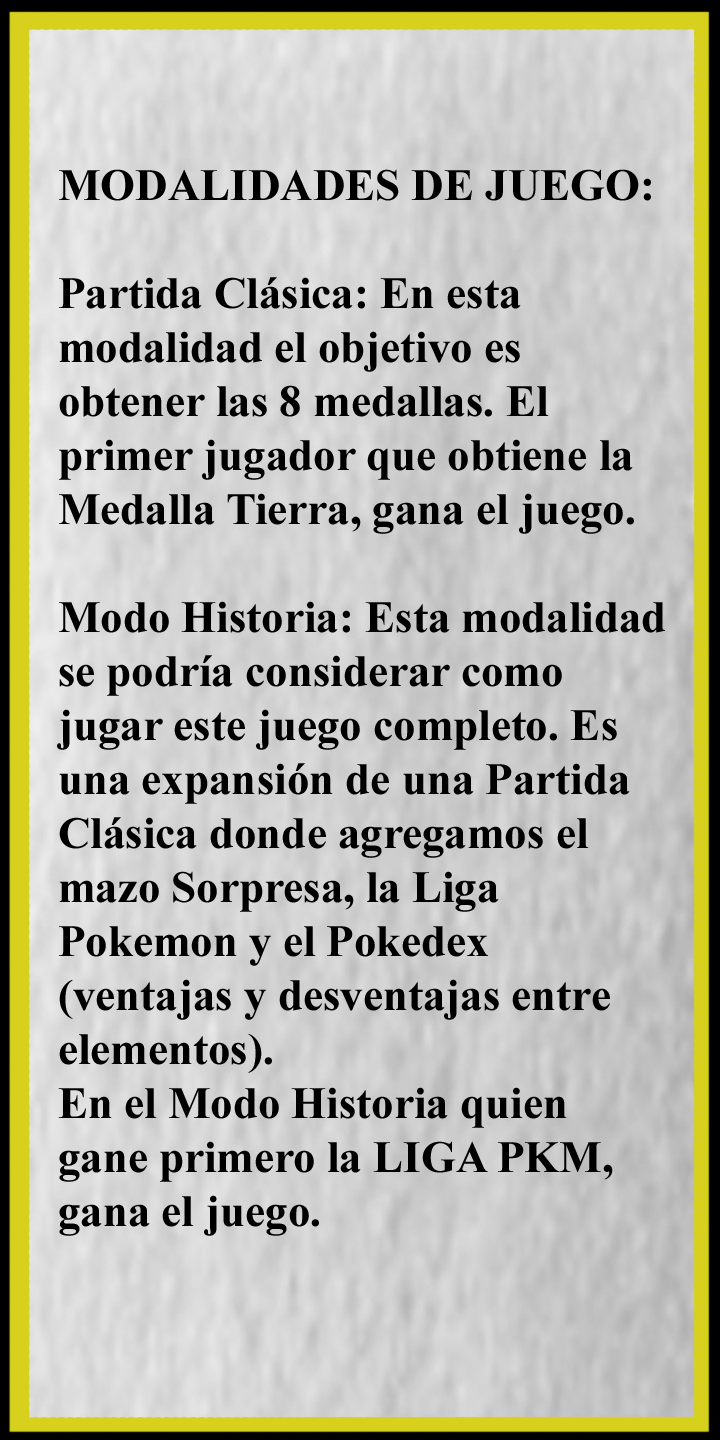 MODALIDADES DE JUEGO:
Partida Clásica: En esta
modalidad el objetivo es
obtener las 8 medallas. El
primer jugador que obtiene la
Medalla Tierra, gana el juego.
Modo Historia: Esta modalidad
se podría considerar como
jugar este juego completo. Es
una expansión de una Partida
Clásica donde agregamos el
mazo Sorpresa, la Liga
Pokemon y el Pokedex
(ventajas y desventajas entre
elementos).
En el Modo Historia quien
gane primero la LIGA PKM,
gana el juego.